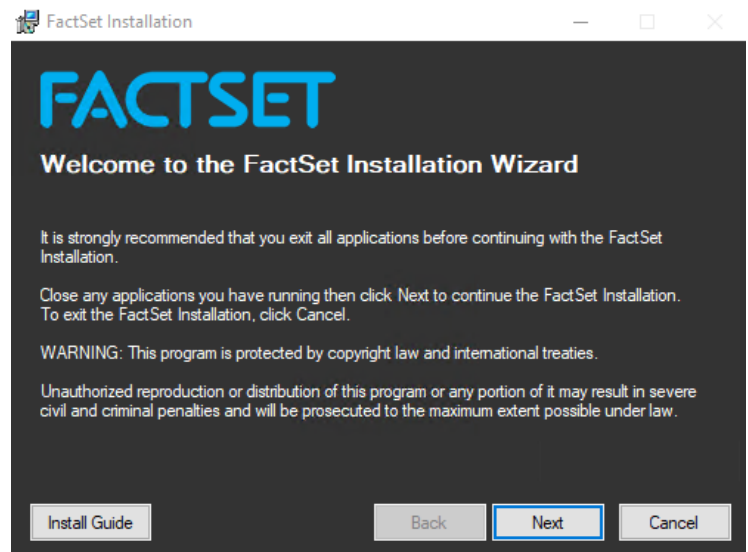 FactSet Installation
FACTSET
Welcome to the FactSet Installation Wizard
It is strongly recommended that you exit all applications before continuing with the FactSet
Installation.
Close any applications you have running then click Next to continue the FactSet Installation.
To exit the FactSet Installation, click Cancel.
WARNING: This program is protected by copyright law and international treaties.
Unauthorized reproduction or distribution of this program or any portion of it may result in severe
civil and criminal penalties and will be prosecuted to the maximum extent possible under law.
Install Guide Back Next Cancel